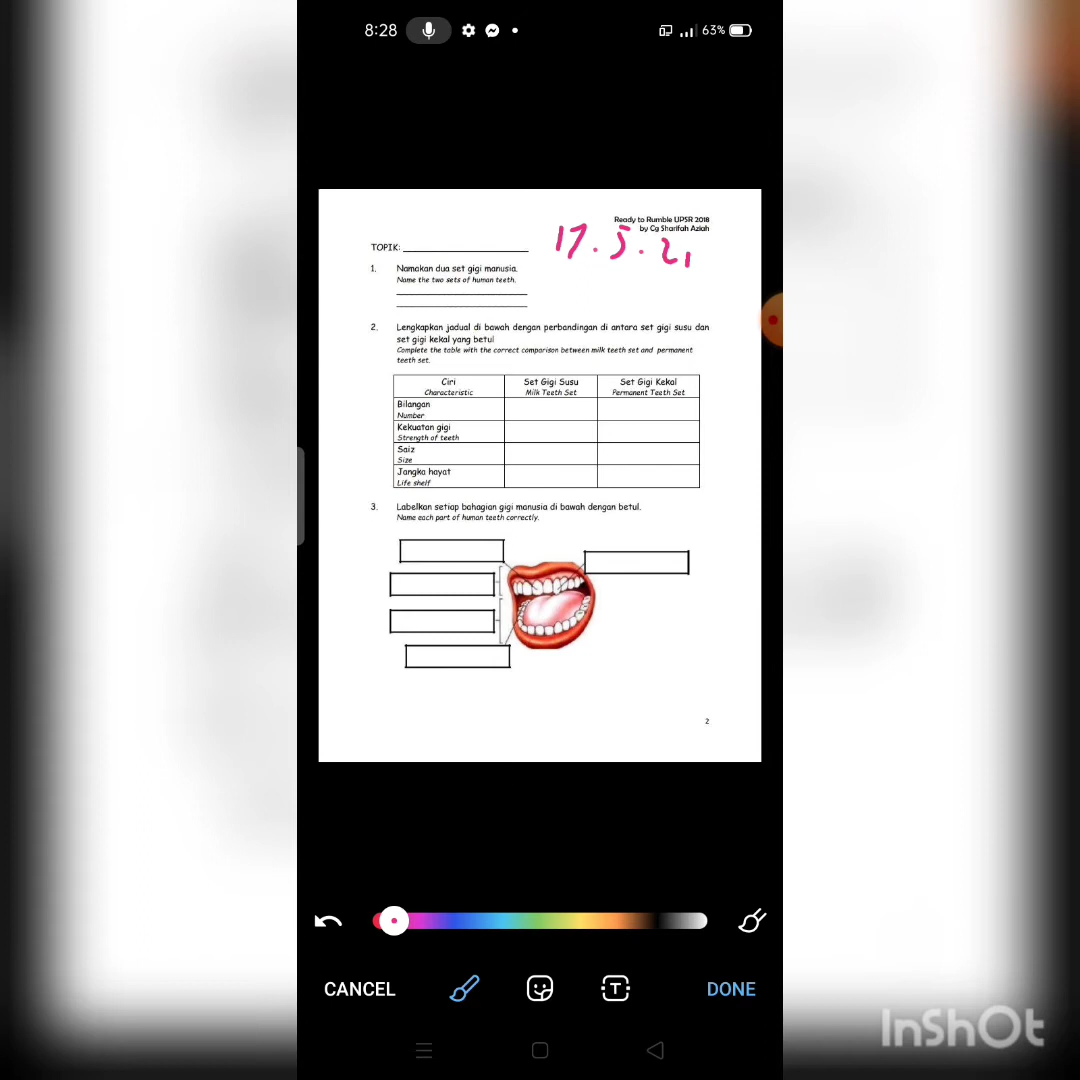 8:28
63%
Ready to Rumble UPSR 2018
by Cg Sharifah Aziah
17.5.21
TOPIK:
1. Namakan dua set gigi manusia.
Name the two sets of human teeth.
2. Lengkapkan jadual di bawah dengan perbandingan di antara set gigi susu dan
set gigi kekal yang betul
Complete the table with the correct comparison between milk teeth set and permanent
teeth set.
Ciri Set Gigi Susu Set Gigi Kekal
Characteristic Milk Teeth Set Permanent Teeth Set
Bilangan
Number
Kekuatan gigi
Strength of teeth
Saiz
Size
Jangka hayat
Life shelf
3. Labelkan setiap bahagian gigi manusia di bawah dengan betul.
Name each part of human teeth correctly.
2
CANCEL T DONE
InShOt